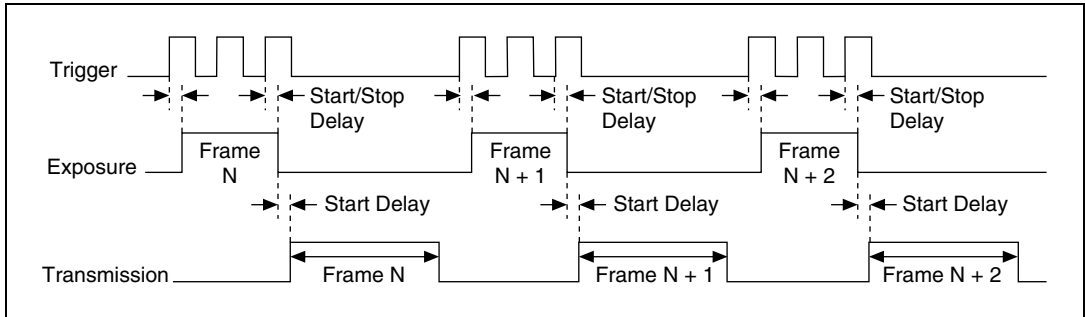 Trigger
Start/Stop
Delay
Start/Stop
Delay
Start/Stop
Delay
Exposure
Frame
N
Frame
N + 1
Frame
N + 2
Start Delay
Start Delay
Start Delay
Transmission
Frame N
Frame N + 1
Frame N + 2